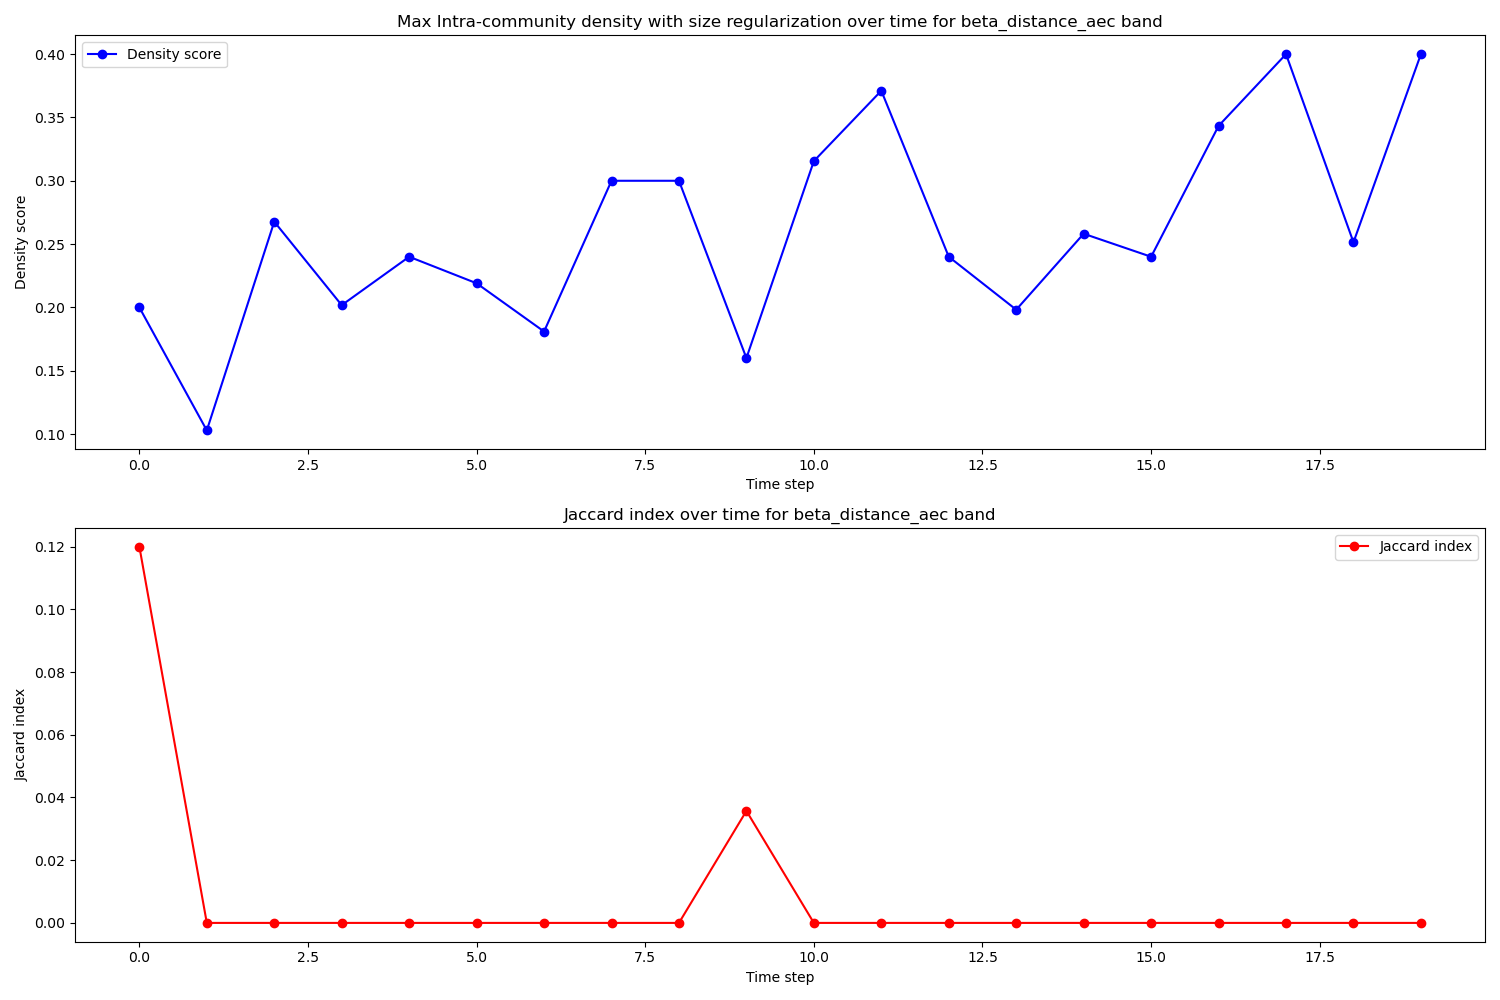 Max Intra-community density with size regularization over time for beta_distance_aec band
Density score
0.40
0.35
0.30
0.25
0.20
0.15
0.10
Density score
0.0 2.5 5.0 7.5 10.0 12.5 15.0 17.5
Time step
Jaccard index over time for beta_distance_aec band
Jaccard index
0.12
0.10
0.08
0.06
0.04
0.02
0.00
Jaccard index
0.0 2.5 5.0 7.5 10.0 12.5 15.0 17.5
Time step